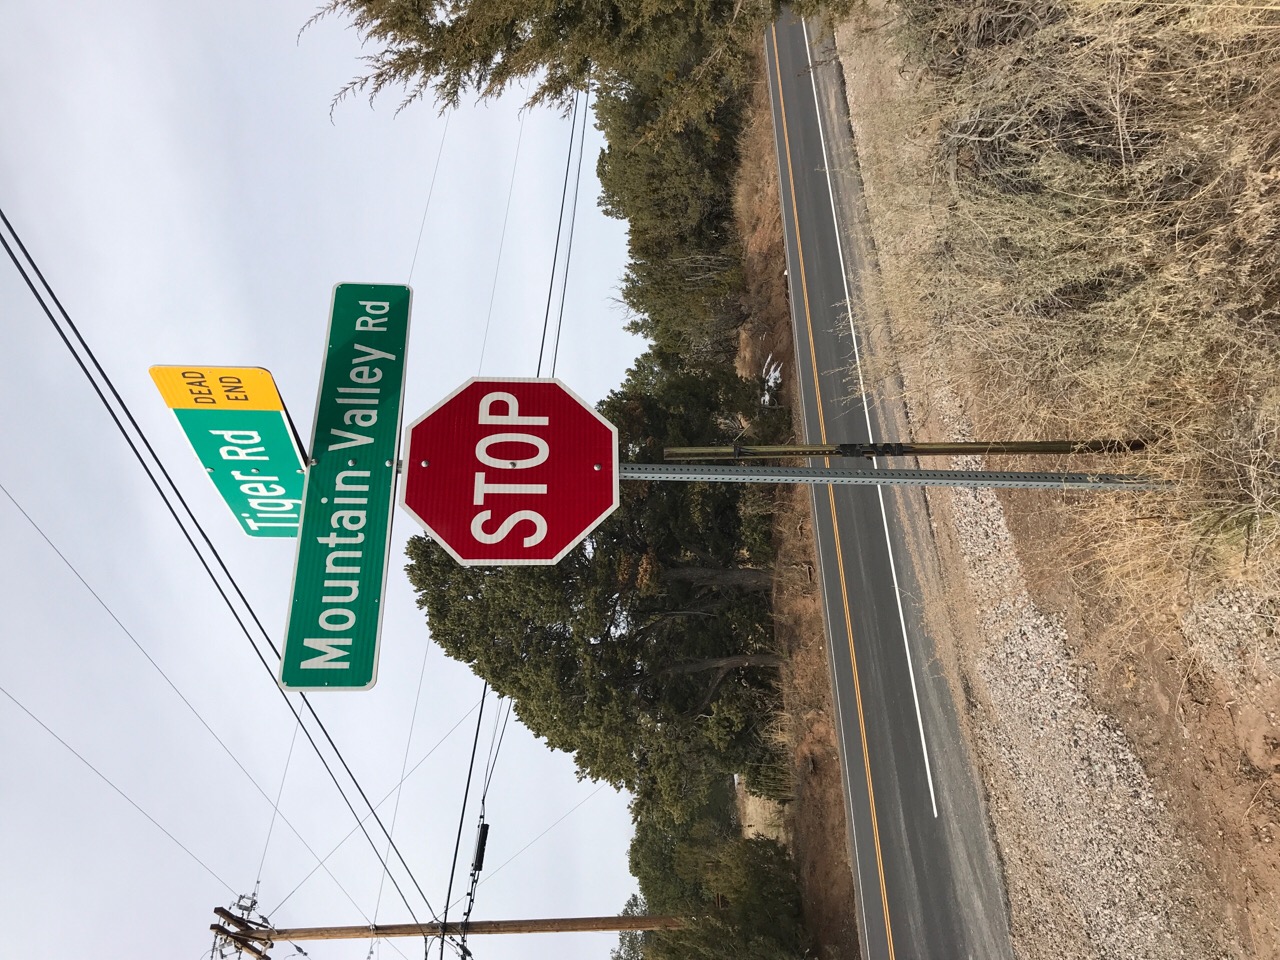 Tiger Rd
DEAD
END
Mountain Valley Rd
STOP